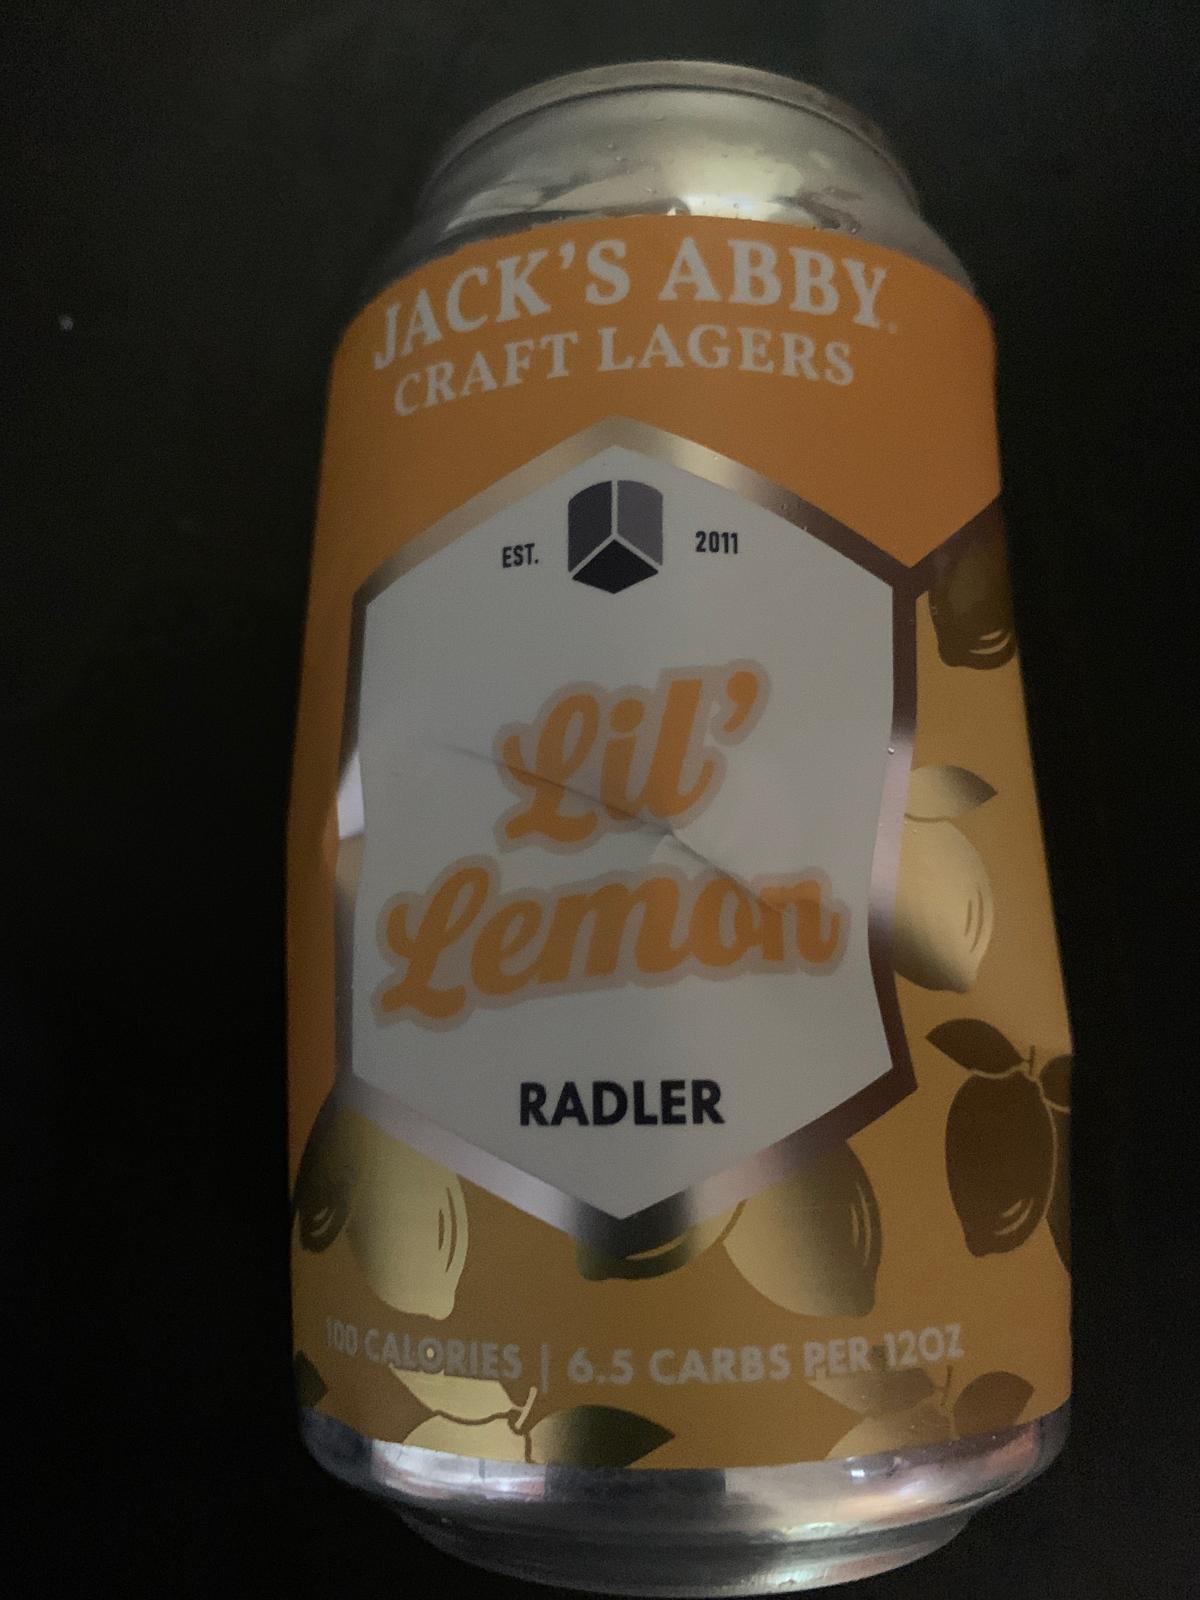 JACK'S ABBY
CRAFT LAGERS
EST. 2011
Lil'
Lemon
RADLER
100 CALORIES | 6.5 CARBS PER 12OZ